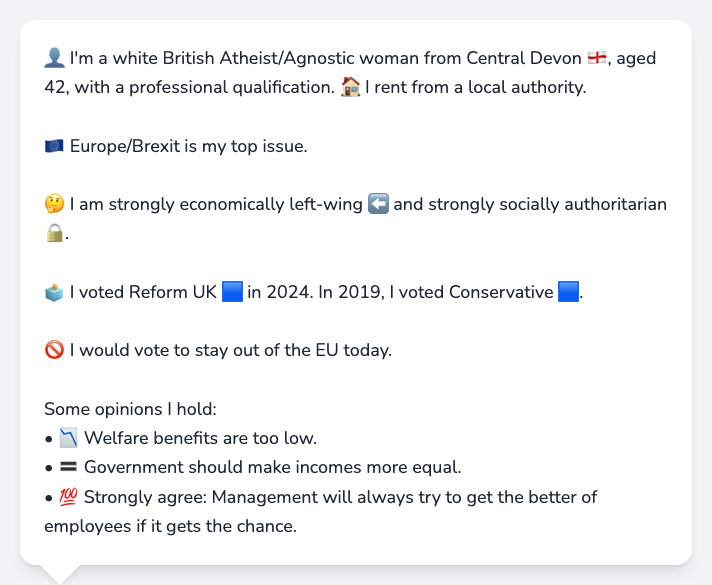 👤 I'm a white British Atheist/Agnostic woman from Central Devon 🏴󠁧󠁢󠁥󠁮󠁧󠁿, aged
42, with a professional qualification. 🏠 I rent from a local authority.
🇪🇺 Europe/Brexit is my top issue.
🤔 I am strongly economically left-wing ⬅️ and strongly socially authoritarian
🔒.
🗳️ I voted Reform UK 🟦 in 2024. In 2019, I voted Conservative 🟦.
🚫 I would vote to stay out of the EU today.
Some opinions I hold:
• 📉 Welfare benefits are too low.
• 🟰 Government should make incomes more equal.
• 💯 Strongly agree: Management will always try to get the better of
employees if it gets the chance.